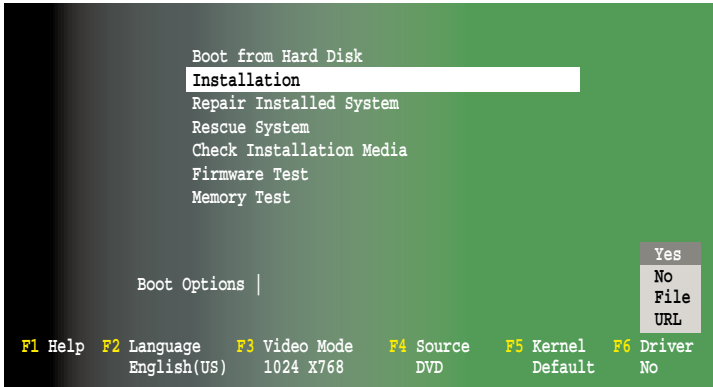 Boot from Hard Disk
Installation
Repair Installed System
Rescue System
Check Installation Media
Firmware Test
Memory Test
Yes
No
File
URL
Boot Options
F1 Help F2 Language F3 Video Mode F4 Source F5 Kernel F6 Driver
English(US) 1024 X768 DVD Default No